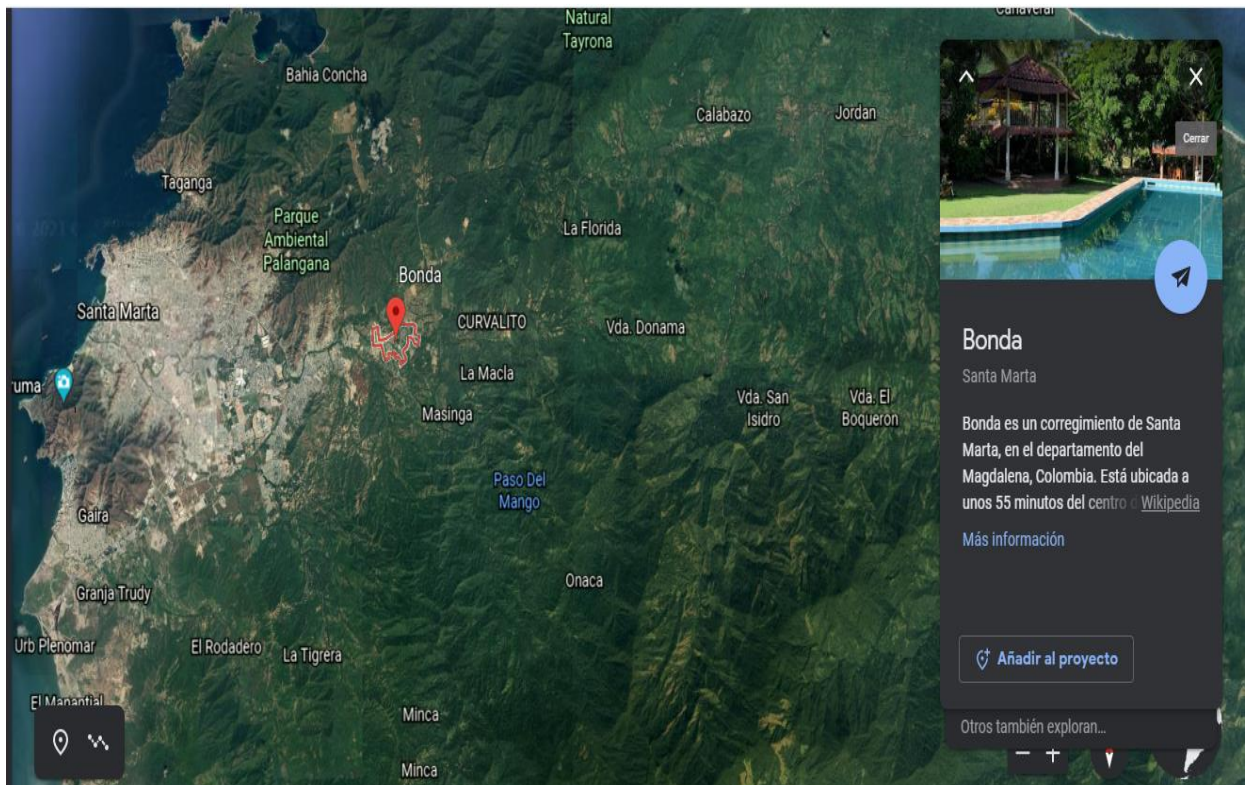 Natural
Tayrona
Bahia Concha
Calabazo
Jordan
Cerrar
Taganga
Parque
Ambiental
Palangana
La Florida
Bonda
Santa Marta
CURVALITO
Vda. Donama
La Macla
Masinga
Vda. San
Isidro
Vda. El
Boqueron
Paso Del
Mango
Gaira
Onaca
Granja Trudy
Urb Plenomar
El Rodadero
La Tigrera
El Manantial
Minca
Minca
Bonda
Santa Marta
Bonda es un corregimiento de Santa
Marta, en el departamento del
Magdalena, Colombia. Está ubicada a
unos 55 minutos del centro d Wikipedia
Más información
Añadir al proyecto
Otros también exploran...